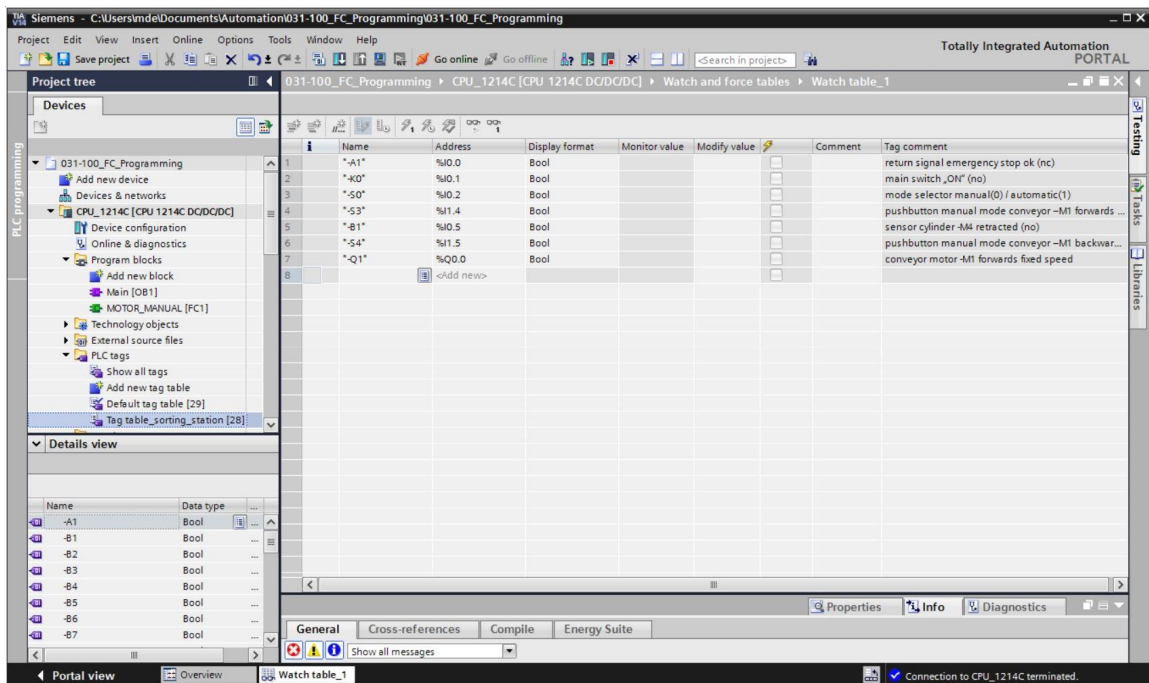 TIA V14 Siemens - C:\Users\mde\Documents\Automation\031-100_FC_Programming\031-100_FC_Programming
Project Edit View Insert Online Options Tools Window Help
Totally Integrated Automation
PORTAL
Save project Go online Go offline <Search in project>
Project tree
031-100_FC_Programming CPU_1214C [CPU 1214C DC/DC/DC] Watch and force tables Watch table_1
Devices
PLC programming
031-100_FC_Programming
Add new device
Devices & networks
CPU_1214C [CPU 1214C DC/DC/DC]
Device configuration
Online & diagnostics
Program blocks
Add new block
Main [OB1]
MOTOR_MANUAL [FC1]
Technology objects
External source files
PLC tags
Show all tags
Add new tag table
Default tag table [29]
Tag table_sorting_station [28]
Details view
Name Data type ...
-A1 Bool ...
-B1 Bool ...
-B2 Bool ...
-B3 Bool ...
-B4 Bool ...
-B5 Bool ...
-B6 Bool ...
-B7 Bool ...
i Name Address Display format Monitor value Modify value Comment Tag comment
1 "-A1" %I0.0 Bool return signal emergency stop ok (nc)
2 "-K0" %I0.1 Bool main switch „ON" (no)
3 "-S0" %I0.2 Bool mode selector manual(0) / automatic(1)
4 "-S3" %I1.4 Bool pushbutton manual mode conveyor –M1 forwards ...
5 "-B1" %I0.5 Bool sensor cylinder -M4 retracted (no)
6 "-S4" %I1.5 Bool pushbutton manual mode conveyor –M1 backwar...
7 "-Q1" %Q0.0 Bool conveyor motor -M1 forwards fixed speed
8 <Add new>
Testing
Tasks
Libraries
Properties Info Diagnostics
General Cross-references Compile Energy Suite
Show all messages
Portal view Overview Watch table_1 Connection to CPU_1214C terminated.